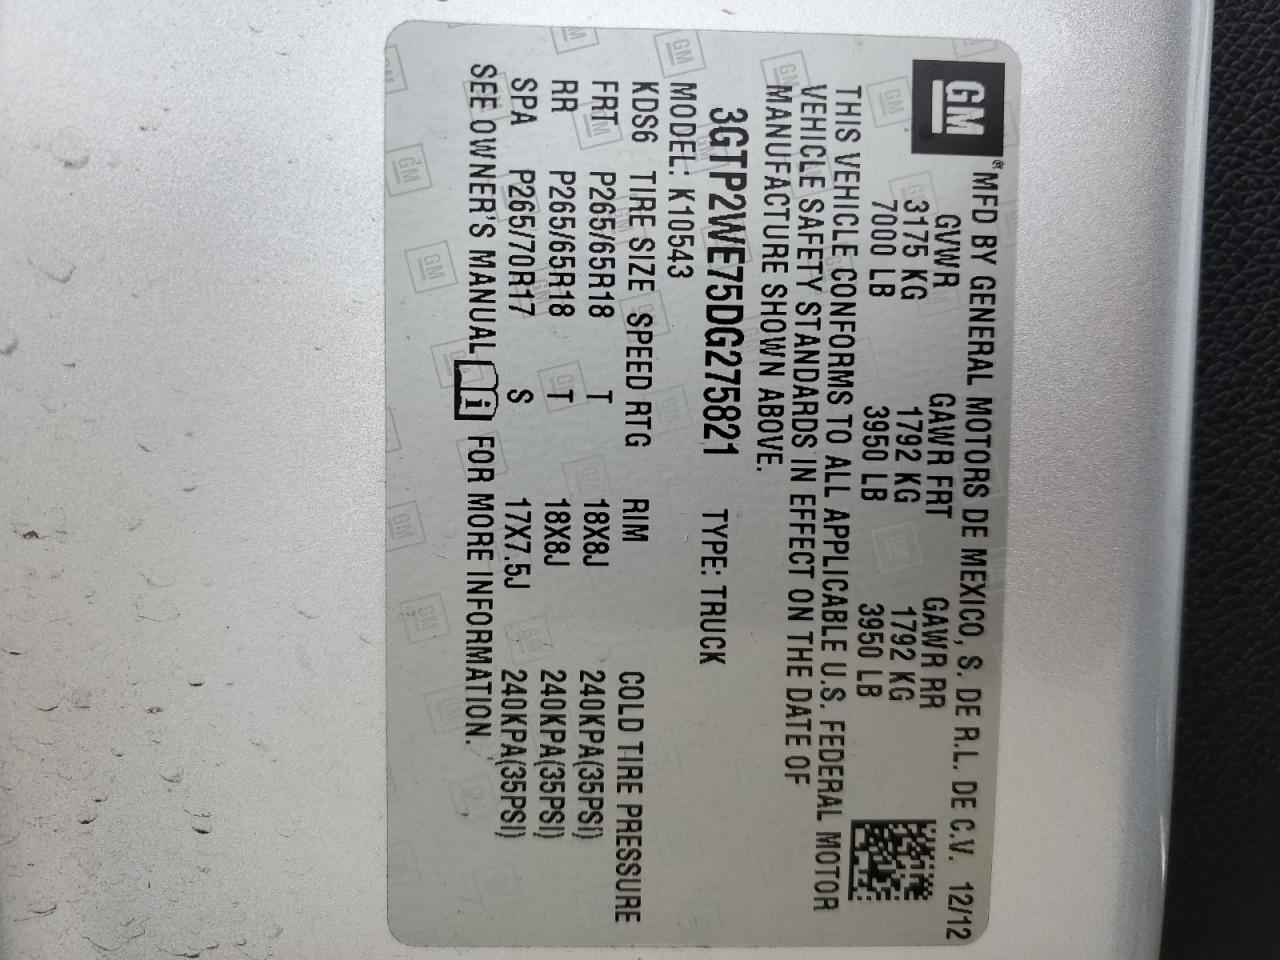 GM
® MFD BY GENERAL MOTORS DE MEXICO, S. DE R.L. DE C.V. 12/12
GVWR GAWR FRT GAWR RR
3175 KG 1792 KG 1792 KG
7000 LB 3950 LB 3950 LB
THIS VEHICLE CONFORMS TO ALL APPLICABLE U.S. FEDERAL MOTOR
VEHICLE SAFETY STANDARDS IN EFFECT ON THE DATE OF
MANUFACTURE SHOWN ABOVE.
3GTP2WE75DG275821 TYPE: TRUCK
MODEL: K10543
KDS6 TIRE SIZE SPEED RTG RIM COLD TIRE PRESSURE
FRT P265/65R18 T 18X8J 240KPA(35PSI)
RR P265/65R18 T 18X8J 240KPA(35PSI)
SPA P265/70R17 S 17X7.5J 240KPA(35PSI)
SEE OWNER'S MANUAL i FOR MORE INFORMATION.